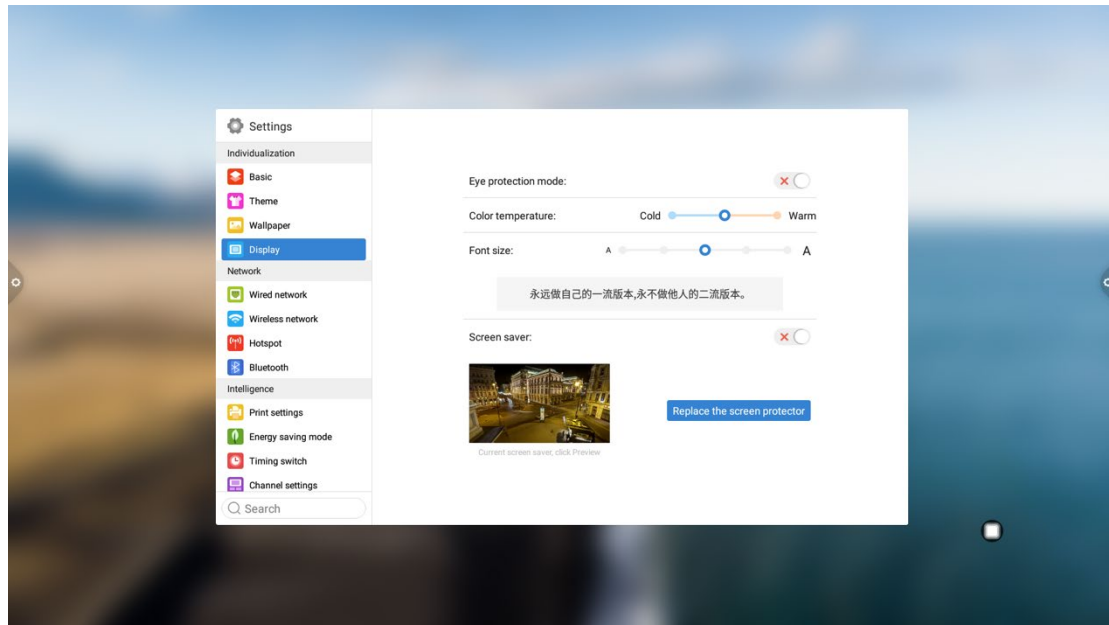 Settings
Individualization
Basic
Theme
Wallpaper
Display
Network
Wired network
Wireless network
Hotspot
Bluetooth
Intelligence
Print settings
Energy saving mode
Timing switch
Channel settings
Search
Eye protection mode:
Color temperature: Cold Warm
Font size: A A
永远做自己的一流版本,永不做他人的二流版本。
Screen saver:
Replace the screen protector
Current screen saver, click Preview